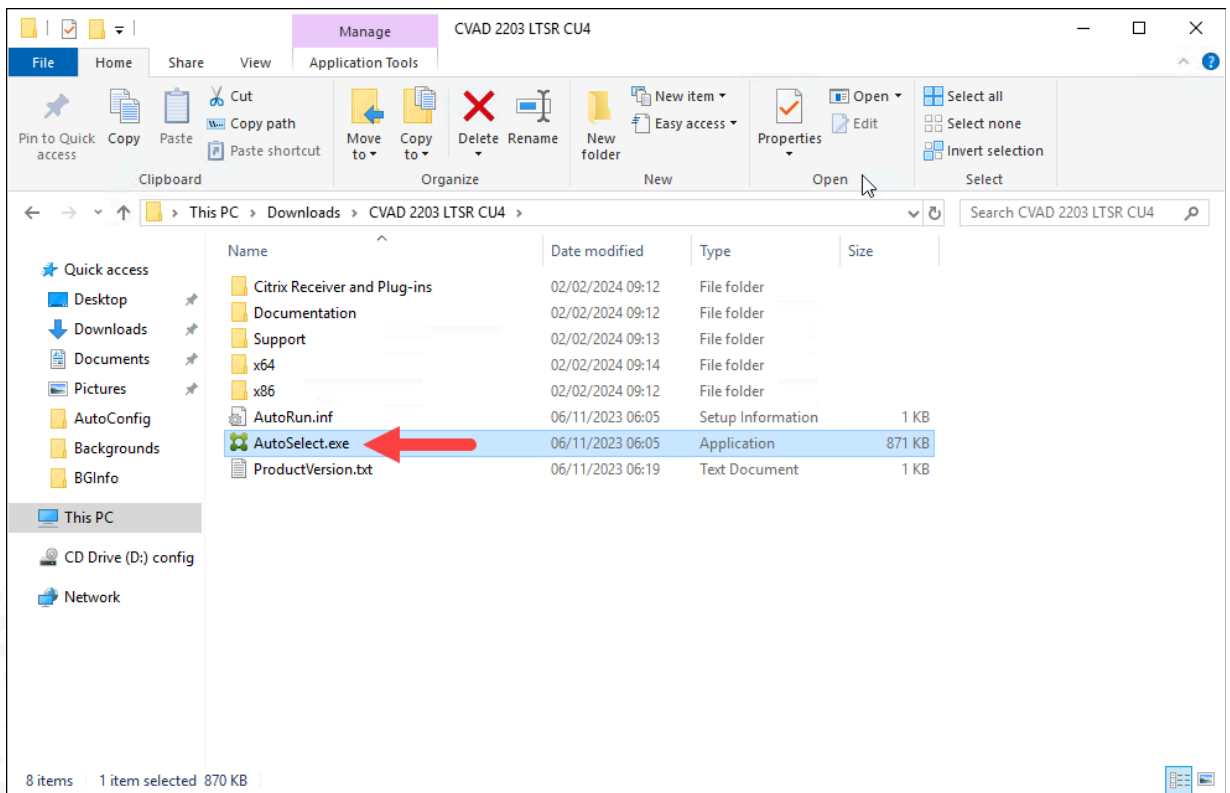 Manage CVAD 2203 LTSR CU4
File Home Share View Application Tools
Pin to Quick access
Copy
Paste
Cut
Copy path
Paste shortcut
Clipboard
Move to
Copy to
Delete
Rename
Organize
New folder
New item
Easy access
New
Properties
Open
Edit
Open
Select all
Select none
Invert selection
Select
This PC > Downloads > CVAD 2203 LTSR CU4 >
Search CVAD 2203 LTSR CU4
Quick access
Desktop
Downloads
Documents
Pictures
AutoConfig
Backgrounds
BGInfo
This PC
CD Drive (D:) config
Network
Name Date modified Type Size
Citrix Receiver and Plug-ins 02/02/2024 09:12 File folder
Documentation 02/02/2024 09:12 File folder
Support 02/02/2024 09:13 File folder
x64 02/02/2024 09:14 File folder
x86 02/02/2024 09:12 File folder
AutoRun.inf 06/11/2023 06:05 Setup Information 1 KB
AutoSelect.exe 06/11/2023 06:05 Application 871 KB
ProductVersion.txt 06/11/2023 06:19 Text Document 1 KB
8 items 1 item selected 870 KB